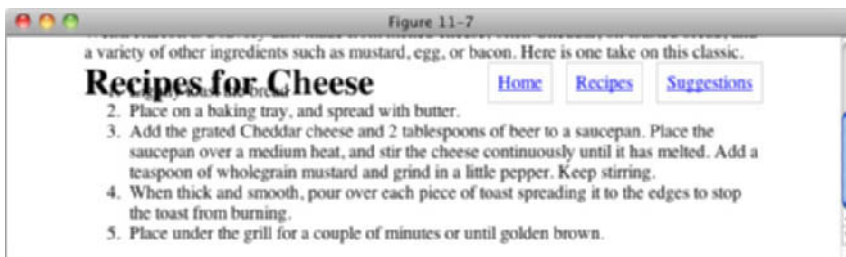 Figure 11-7
a variety of other ingredients such as mustard, egg, or bacon. Here is one take on this classic.
Recipes for Cheese Home Recipes Suggestions
2. Place on a baking tray, and spread with butter.
3. Add the grated Cheddar cheese and 2 tablespoons of beer to a saucepan. Place the
saucepan over a medium heat, and stir the cheese continuously until it has melted. Add a
teaspoon of wholegrain mustard and grind in a little pepper. Keep stirring.
4. When thick and smooth, pour over each piece of toast spreading it to the edges to stop
the toast from burning.
5. Place under the grill for a couple of minutes or until golden brown.